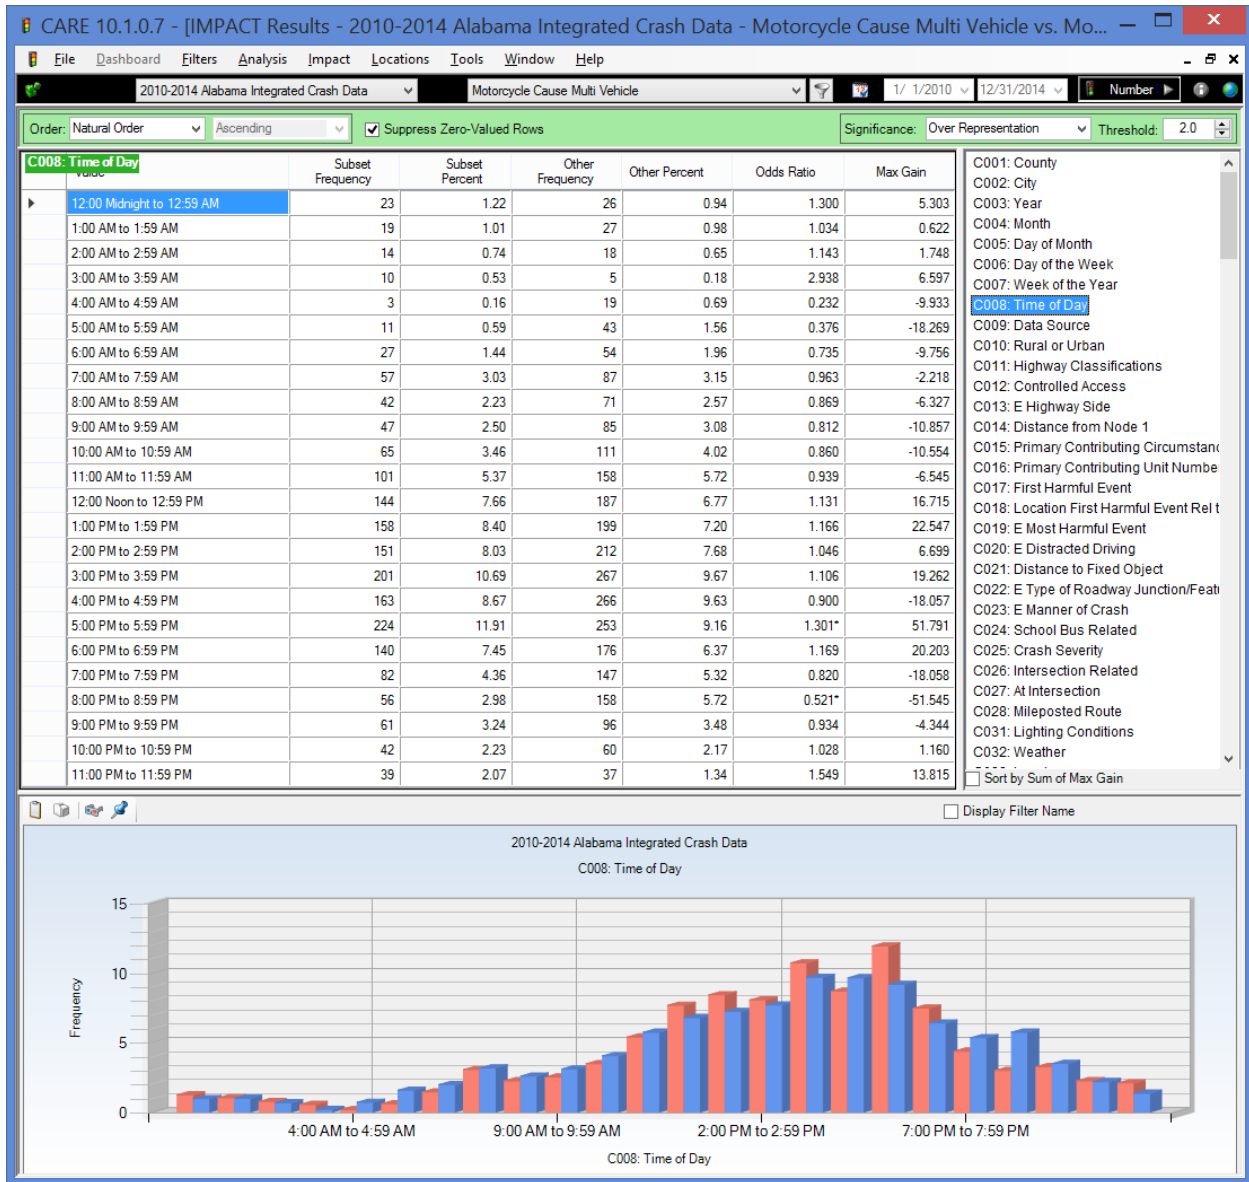 CARE 10.1.0.7 - [IMPACT Results - 2010-2014 Alabama Integrated Crash Data - Motorcycle Cause Multi Vehicle vs. Mo...
File Dashboard Filters Analysis Impact Locations Tools Window Help
2010-2014 Alabama Integrated Crash Data Motorcycle Cause Multi Vehicle 1/ 1/2010 12/31/2014 Number
Order: Natural Order Ascending Suppress Zero-Valued Rows Significance: Over Representation Threshold: 2.0
C008: Time of Day Subset Frequency Subset Percent Other Frequency Other Percent Odds Ratio Max Gain
12:00 Midnight to 12:59 AM 23 1.22 26 0.94 1.300 5.303
1:00 AM to 1:59 AM 19 1.01 27 0.98 1.034 0.622
2:00 AM to 2:59 AM 14 0.74 18 0.65 1.143 1.748
3:00 AM to 3:59 AM 10 0.53 5 0.18 2.938 6.597
4:00 AM to 4:59 AM 3 0.16 19 0.69 0.232 -9.933
5:00 AM to 5:59 AM 11 0.59 43 1.56 0.376 -18.269
6:00 AM to 6:59 AM 27 1.44 54 1.96 0.735 -9.756
7:00 AM to 7:59 AM 57 3.03 87 3.15 0.963 -2.218
8:00 AM to 8:59 AM 42 2.23 71 2.57 0.869 -6.327
9:00 AM to 9:59 AM 47 2.50 85 3.08 0.812 -10.857
10:00 AM to 10:59 AM 65 3.46 111 4.02 0.860 -10.554
11:00 AM to 11:59 AM 101 5.37 158 5.72 0.939 -6.545
12:00 Noon to 12:59 PM 144 7.66 187 6.77 1.131 16.715
1:00 PM to 1:59 PM 158 8.40 199 7.20 1.166 22.547
2:00 PM to 2:59 PM 151 8.03 212 7.68 1.046 6.699
3:00 PM to 3:59 PM 201 10.69 267 9.67 1.106 19.262
4:00 PM to 4:59 PM 163 8.67 266 9.63 0.900 -18.057
5:00 PM to 5:59 PM 224 11.91 253 9.16 1.301* 51.791
6:00 PM to 6:59 PM 140 7.45 176 6.37 1.169 20.203
7:00 PM to 7:59 PM 82 4.36 147 5.32 0.820 -18.058
8:00 PM to 8:59 PM 56 2.98 158 5.72 0.521* -51.545
9:00 PM to 9:59 PM 61 3.24 96 3.48 0.934 -4.344
10:00 PM to 10:59 PM 42 2.23 60 2.17 1.028 1.160
11:00 PM to 11:59 PM 39 2.07 37 1.34 1.549 13.815
C001: County
C002: City
C003: Year
C004: Month
C005: Day of Month
C006: Day of the Week
C007: Week of the Year
C008: Time of Day
C009: Data Source
C010: Rural or Urban
C011: Highway Classifications
C012: Controlled Access
C013: E Highway Side
C014: Distance from Node 1
C015: Primary Contributing Circumstanc
C016: Primary Contributing Unit Numbe
C017: First Harmful Event
C018: Location First Harmful Event Rel t
C019: E Most Harmful Event
C020: E Distracted Driving
C021: Distance to Fixed Object
C022: E Type of Roadway Junction/Featu
C023: E Manner of Crash
C024: School Bus Related
C025: Crash Severity
C026: Intersection Related
C027: At Intersection
C028: Mileposted Route
C031: Lighting Conditions
C032: Weather
Sort by Sum of Max Gain
Display Filter Name
2010-2014 Alabama Integrated Crash Data
C008: Time of Day
15
10
5
0
Frequency
4:00 AM to 4:59 AM 9:00 AM to 9:59 AM 2:00 PM to 2:59 PM 7:00 PM to 7:59 PM
C008: Time of Day